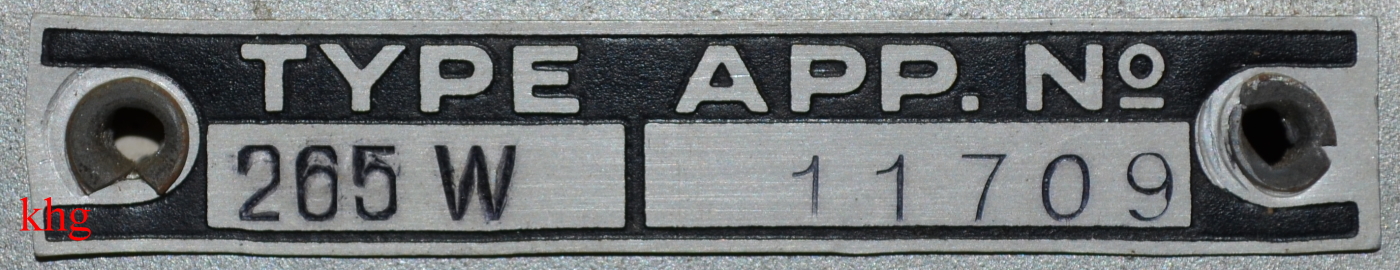 TYPE APP. Nº
265 W 11709
khg